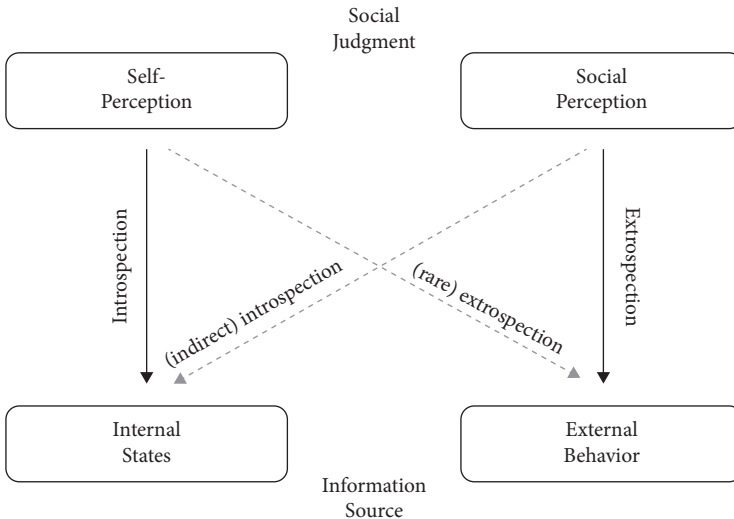 Social
Judgment
Self-
Perception
Social
Perception
Introspection
(indirect) introspection
(rare) extrospection
Extrospection
Internal
States
External
Behavior
Information
Source